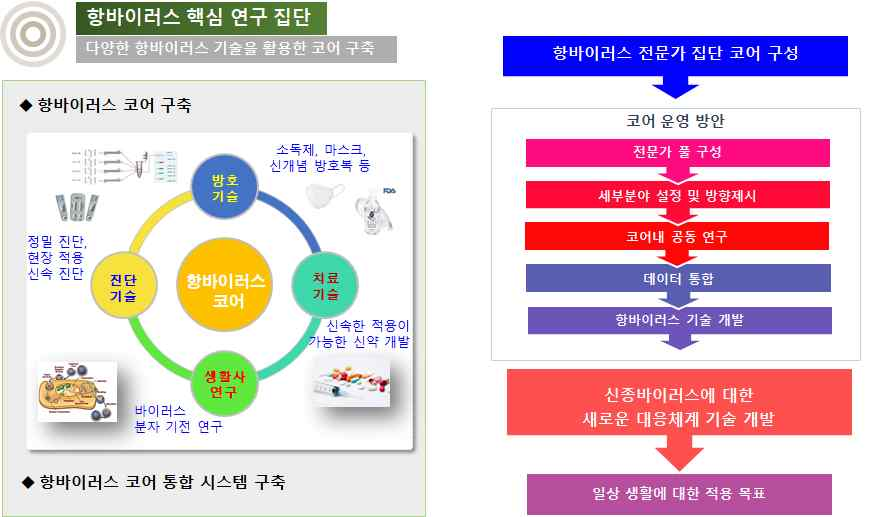 항바이러스 핵심 연구 집단
다양한 항바이러스 기술을 활용한 코어 구축
◆ 항바이러스 코어 구축
소독제, 마스크,
신개념 방호복 등
방호
기술
FDA
정밀 진단,
현장 적용
신속 진단
진단
기술
항바이러스
코어
치료
기술
신속한 적용이
가능한 신약 개발
생활사
연구
바이러스
분자 기전 연구
◆ 항바이러스 코어 통합 시스템 구축
항바이러스 전문가 집단 코어 구성
코어 운영 방안
전문가 풀 구성
세부분야 설정 및 방향제시
코어내 공동 연구
데이터 통합
항바이러스 기술 개발
신종바이러스에 대한
새로운 대응체계 기술 개발
일상 생활에 대한 적용 목표